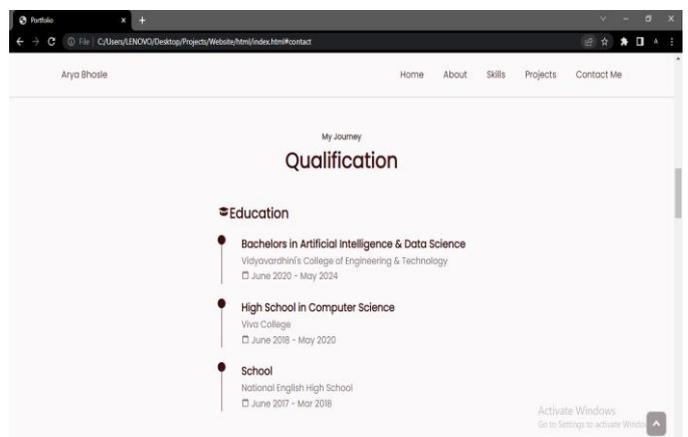 Portfolio
File | C:/Users/LENOVO/Desktop/Projects/Website/html/index.html#contact
Arya Bhosle Home About Skills Projects Contact Me
My Journey
Qualification
Education
Bachelors in Artificial Intelligence & Data Science
Vidyavardhini's College of Engineering & Technology
June 2020 - May 2024
High School in Computer Science
Viva College
June 2018 - May 2020
School
National English High School
June 2017 - Mar 2018
Activate Windows
Go to Settings to activate Windo